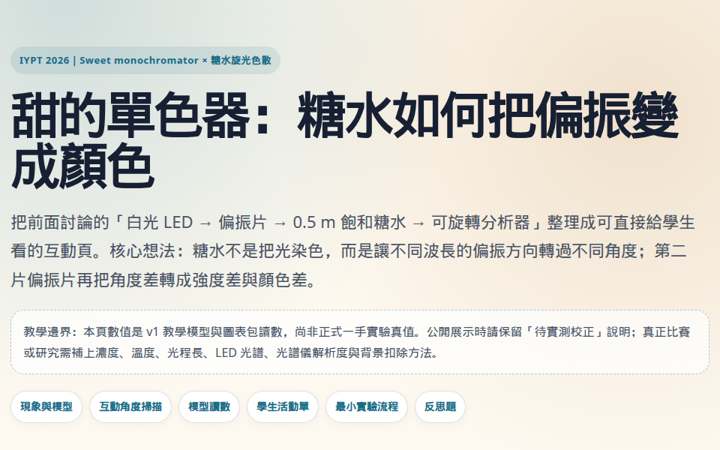 IYPT 2026｜Sweet monochromator × 糖水旋光色散
甜的單色器：糖水如何把偏振變
成顏色
把前面討論的「白光 LED → 偏振片 → 0.5 m 飽和糖水 → 可旋轉分析器」整理成可直接給學生
看的互動頁。核心想法：糖水不是把光染色，而是讓不同波長的偏振方向轉過不同角度；第二
片偏振片再把角度差轉成強度差與顏色差。
教學邊界：本頁數值是 v1 教學模型與圖表包讀數，尚非正式一手實驗真值。公開展示時請保留「待實測校正」說明；真正比賽
或研究需補上濃度、溫度、光程長、LED 光譜、光譜儀解析度與背景扣除方法。
現象與模型
互動角度掃描
模型讀數
學生活動單
最小實驗流程
反思題